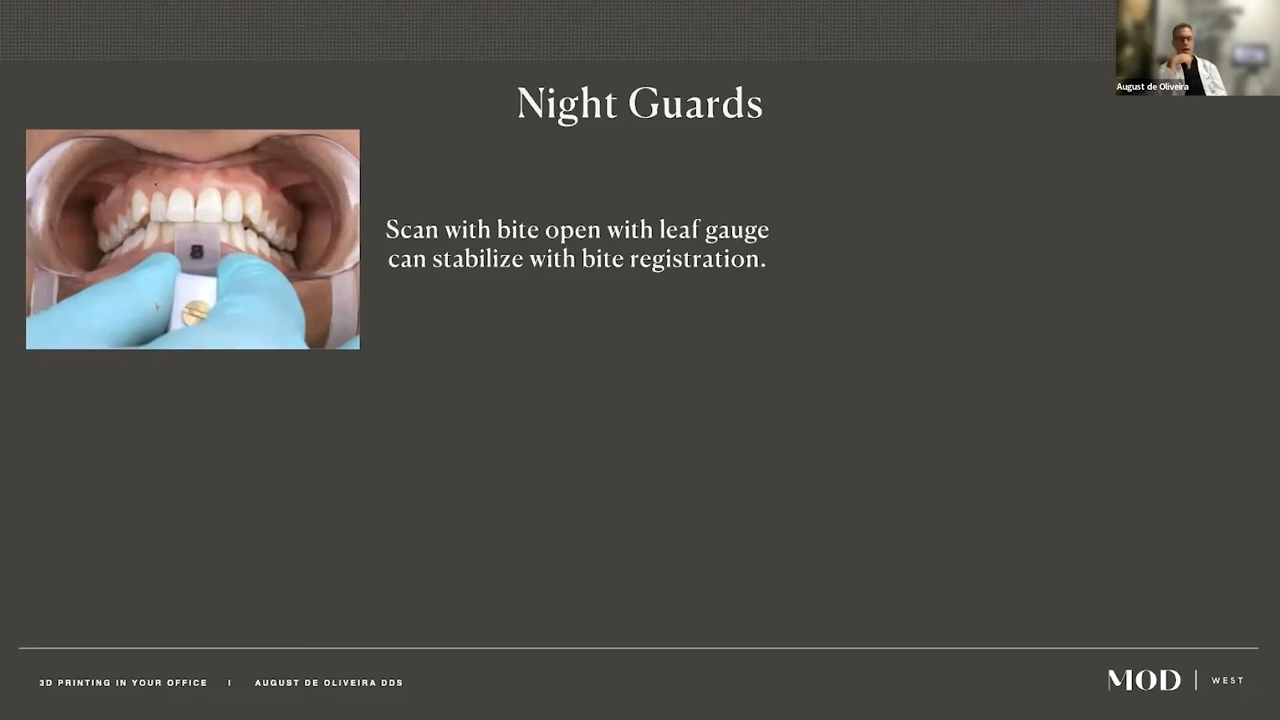 August de Oliveira
Night Guards
Scan with bite open with leaf gauge
can stabilize with bite registration.
8
3D PRINTING IN YOUR OFFICE | AUGUST DE OLIVEIRA DDS
MOD | WEST